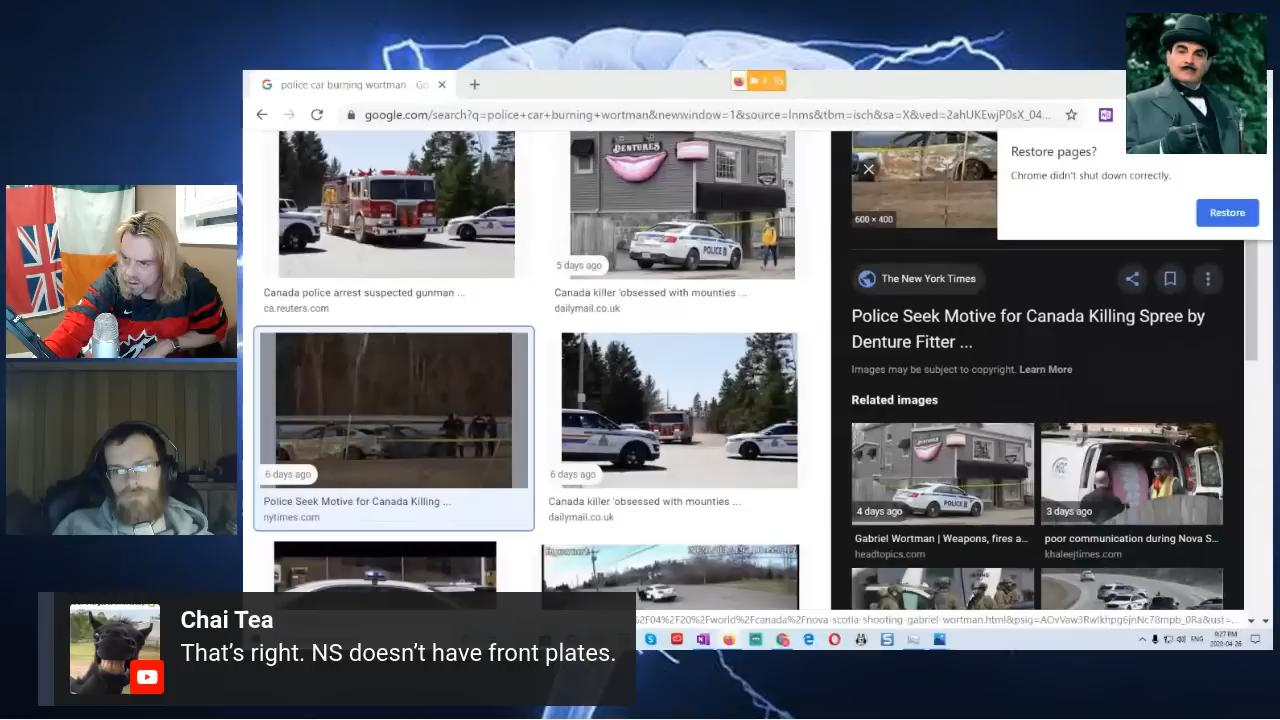 police car burning wortman Go
google.com/search?q=police+car+burning+wortman&newwindow=1&source=lnms&tbm=isch&sa=X&ved=2ahUKEwjP0sX_04...
Restore pages?
Chrome didn't shut down correctly.
Restore
600 × 400
DENTURES
POLICE
5 days ago
Canada police arrest suspected gunman ...
ca.reuters.com
Canada killer 'obsessed with mounties ...
dailymail.co.uk
The New York Times
Police Seek Motive for Canada Killing Spree by
Denture Fitter ...
Images may be subject to copyright. Learn More
Related images
6 days ago
Police Seek Motive for Canada Killing ...
nytimes.com
6 days ago
Canada killer 'obsessed with mounties ...
dailymail.co.uk
4 days ago
Gabriel Wortman | Weapons, fires a...
headtopics.com
3 days ago
poor communication during Nova S...
khaleejtimes.com
Chai Tea
That's right. NS doesn't have front plates.
ENG
9:27 PM
2020-04-26